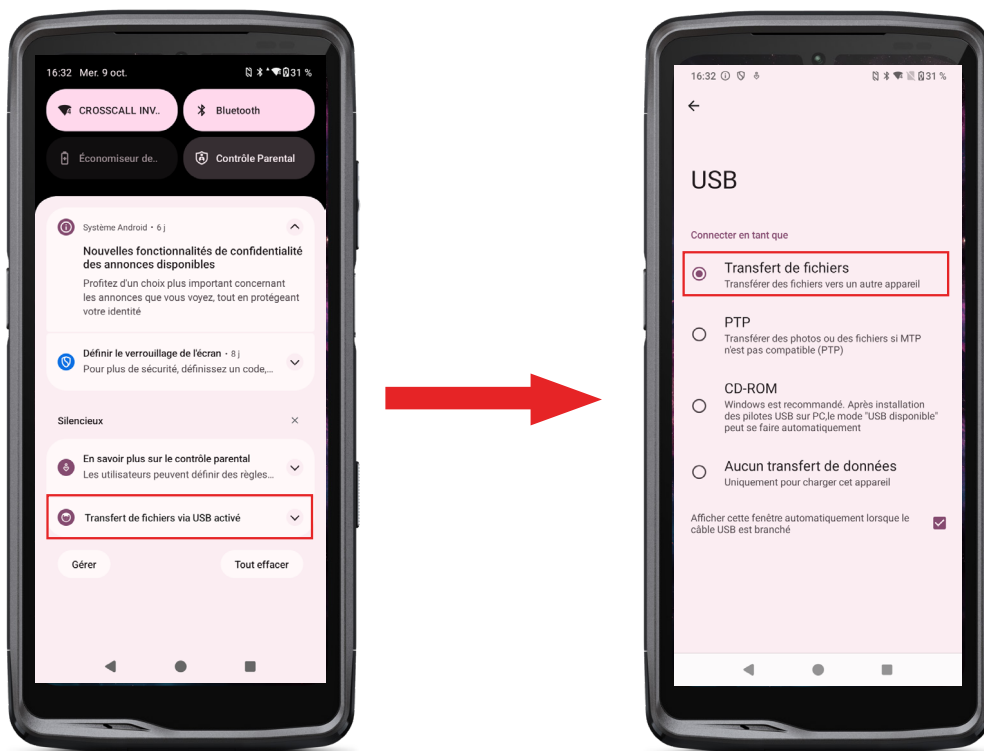 16:32 Mer. 9 oct.
31 %
CROSSCALL INV..
Bluetooth
Économiseur de..
Contrôle Parental
Système Android • 6 j
Nouvelles fonctionnalités de confidentialité
des annonces disponibles
Profitez d'un choix plus important concernant
les annonces que vous voyez, tout en protégeant
votre identité
Définir le verrouillage de l'écran • 8 j
Pour plus de sécurité, définissez un code,...
Silencieux
En savoir plus sur le contrôle parental
Les utilisateurs peuvent définir des règles...
Transfert de fichiers via USB activé
Gérer
Tout effacer
16:32
31 %
USB
Connecter en tant que
Transfert de fichiers
Transférer des fichiers vers un autre appareil
PTP
Transférer des photos ou des fichiers si MTP
n'est pas compatible (PTP)
CD-ROM
Windows est recommandé. Après installation
des pilotes USB sur PC,le mode "USB disponible"
peut se faire automatiquement
Aucun transfert de données
Uniquement pour charger cet appareil
Afficher cette fenêtre automatiquement lorsque le
câble USB est branché